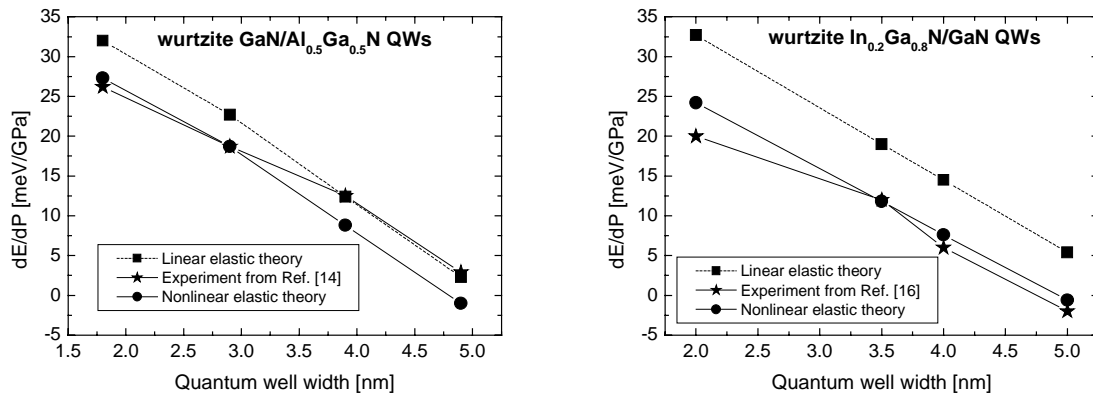 wurtzite GaN/Al0.5Ga0.5N QWs
35
30
25
20
15
10
5
0
-5
dE/dP [meV/GPa]
Linear elastic theory
Experiment from Ref. [14]
Nonlinear elastic theory
1.5 2.0 2.5 3.0 3.5 4.0 4.5 5.0
Quantum well width [nm]
wurtzite In0.2Ga0.8N/GaN QWs
35
30
25
20
15
10
5
0
-5
dE/dP [meV/GPa]
Linear elastic theory
Experiment from Ref. [16]
Nonlinear elastic theory
2.0 2.5 3.0 3.5 4.0 4.5 5.0
Quantum well width [nm]